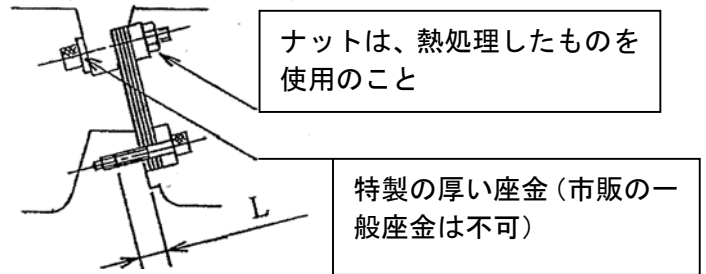 ナットは、熱処理したものを
使用のこと
特製の厚い座金（市販の一
般座金は不可）
L